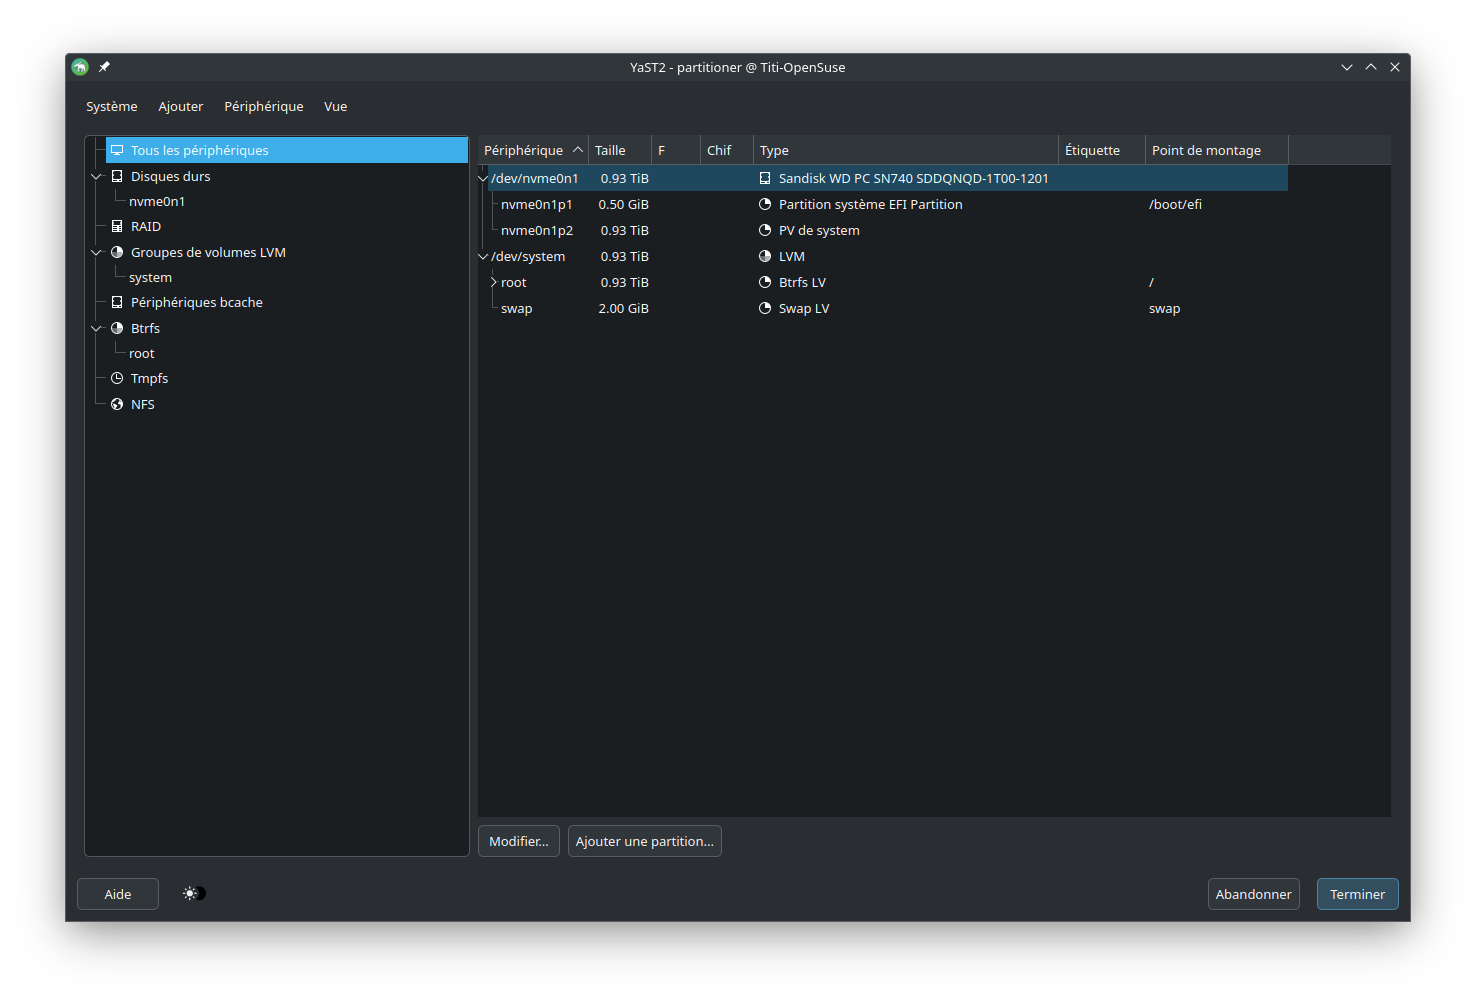 YaST2 - partitioner @ Titi-OpenSuse
Système Ajouter Périphérique Vue
Tous les périphériques
Disques durs
nvme0n1
RAID
Groupes de volumes LVM
system
Périphériques bcache
Btrfs
root
Tmpfs
NFS
Périphérique Taille F Chif Type Étiquette Point de montage
/dev/nvme0n1 0.93 TiB Sandisk WD PC SN740 SDDQNQD-1T00-1201
nvme0n1p1 0.50 GiB Partition système EFI Partition /boot/efi
nvme0n1p2 0.93 TiB PV de system
/dev/system 0.93 TiB LVM
root 0.93 TiB Btrfs LV /
swap 2.00 GiB Swap LV swap
Modifier... Ajouter une partition...
Aide Abandonner Terminer